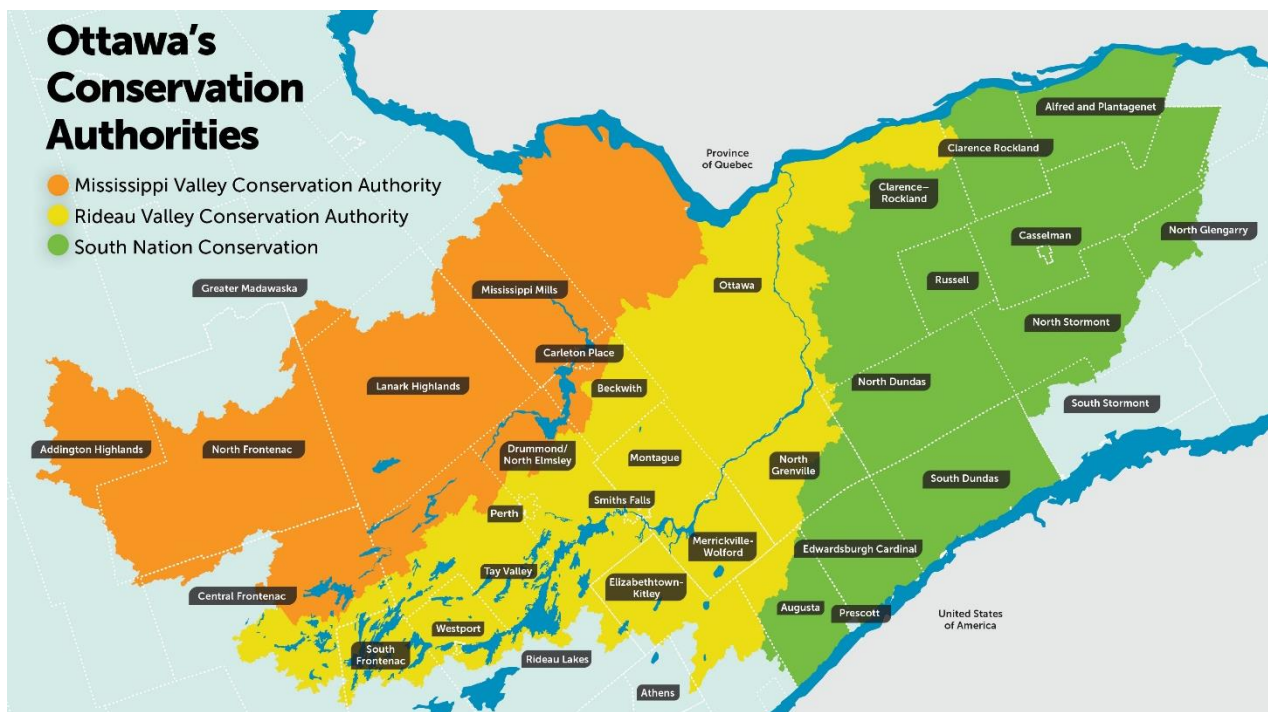 Ottawa's
Conservation
Authorities
Mississippi Valley Conservation Authority
Rideau Valley Conservation Authority
South Nation Conservation
Province
of Quebec
Alfred and Plantagenet
Clarence Rockland
Clarence–
Rockland
Casselman
North Glengarry
Russell
Ottawa
Greater Madawaska
Mississippi Mills
North Stormont
Carleton Place
Lanark Highlands
Beckwith
North Dundas
South Stormont
Addington Highlands
North Frontenac
Drummond/
North Elmsley
Montague
North
Grenville
South Dundas
Perth
Smiths Falls
Merrickville-
Wolford
Edwardsburgh Cardinal
Tay Valley
Elizabethtown-
Kitley
Central Frontenac
Augusta
Prescott
United States
of America
Westport
South
Frontenac
Rideau Lakes
Athens